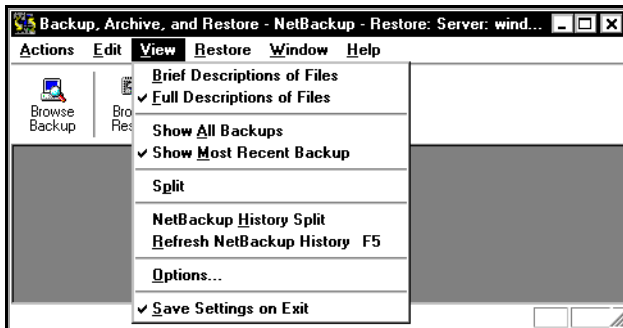 Backup, Archive, and Restore - NetBackup - Restore: Server: wind...
Actions Edit View Restore Window Help
Brief Descriptions of Files
Full Descriptions of Files
Browse
Backup
Show All Backups
Show Most Recent Backup
Split
NetBackup History Split
Refresh NetBackup History F5
Options...
Save Settings on Exit